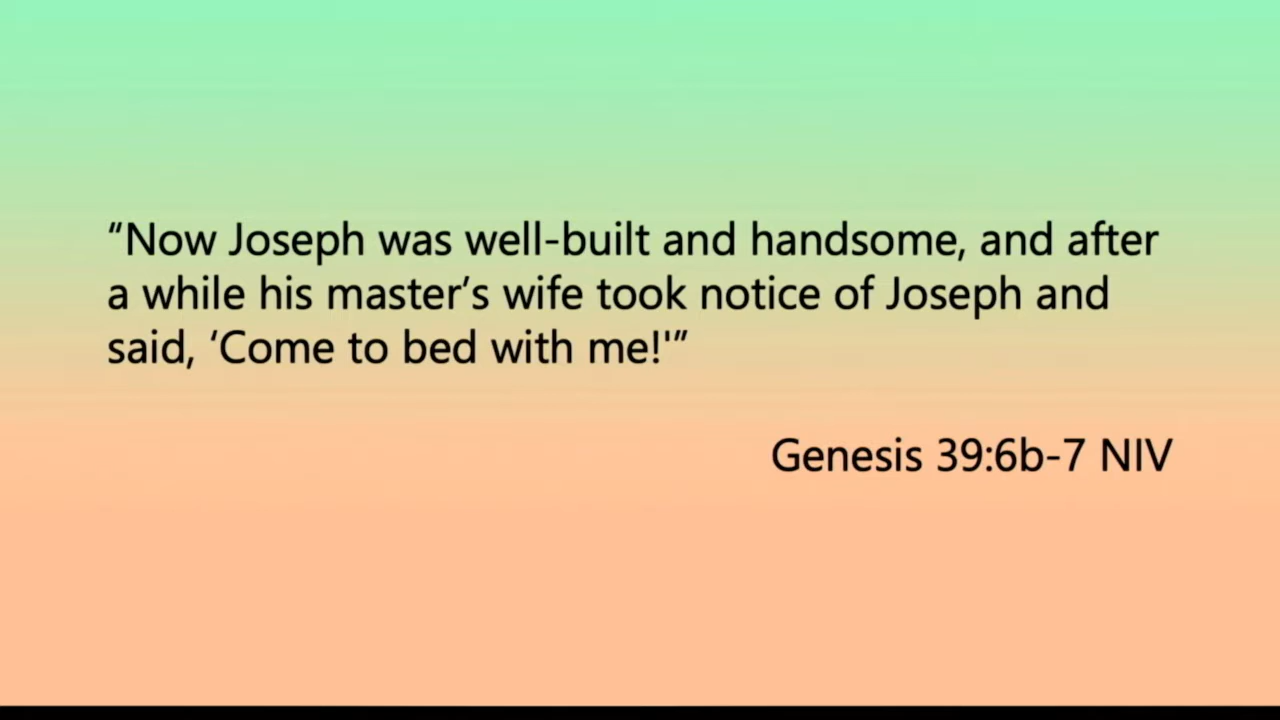 “Now Joseph was well-built and handsome, and after
a while his master’s wife took notice of Joseph and
said, ‘Come to bed with me!'”
Genesis 39:6b-7 NIV